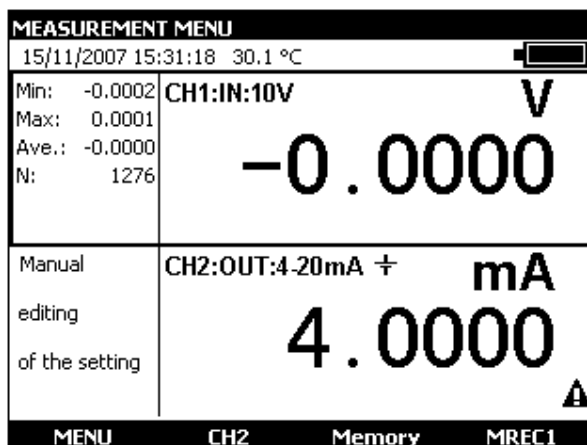 MEASUREMENT MENU
15/11/2007 15:31:18 30.1 °C
Min: -0.0002
Max: 0.0001
Ave.: -0.0000
N: 1276
CH1:IN:10V
V
-0.0000
Manual
editing
of the setting
CH2:OUT:4-20mA
mA
4.0000
MENU CH2 Memory MREC1